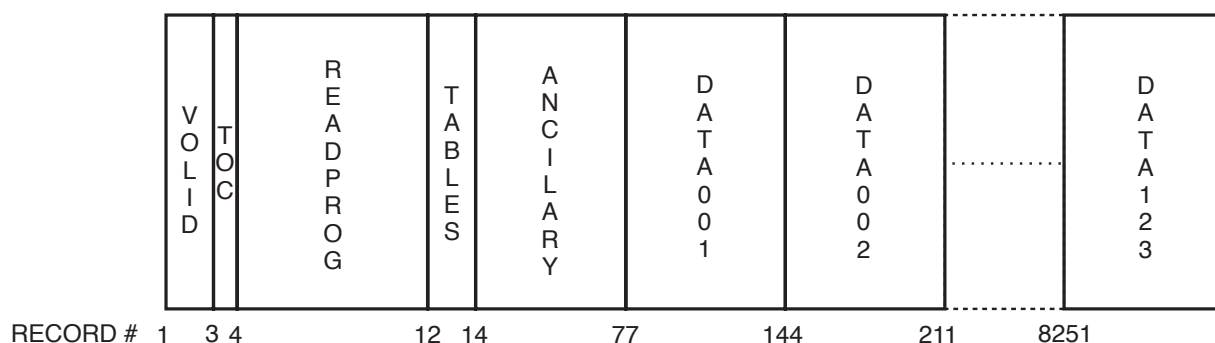 VOLID
TOC
READPROG
TABLES
ANCILARY
DATA001
DATA002
DATA123
RECORD # 1 3 4 12 14 77 144 211 8251